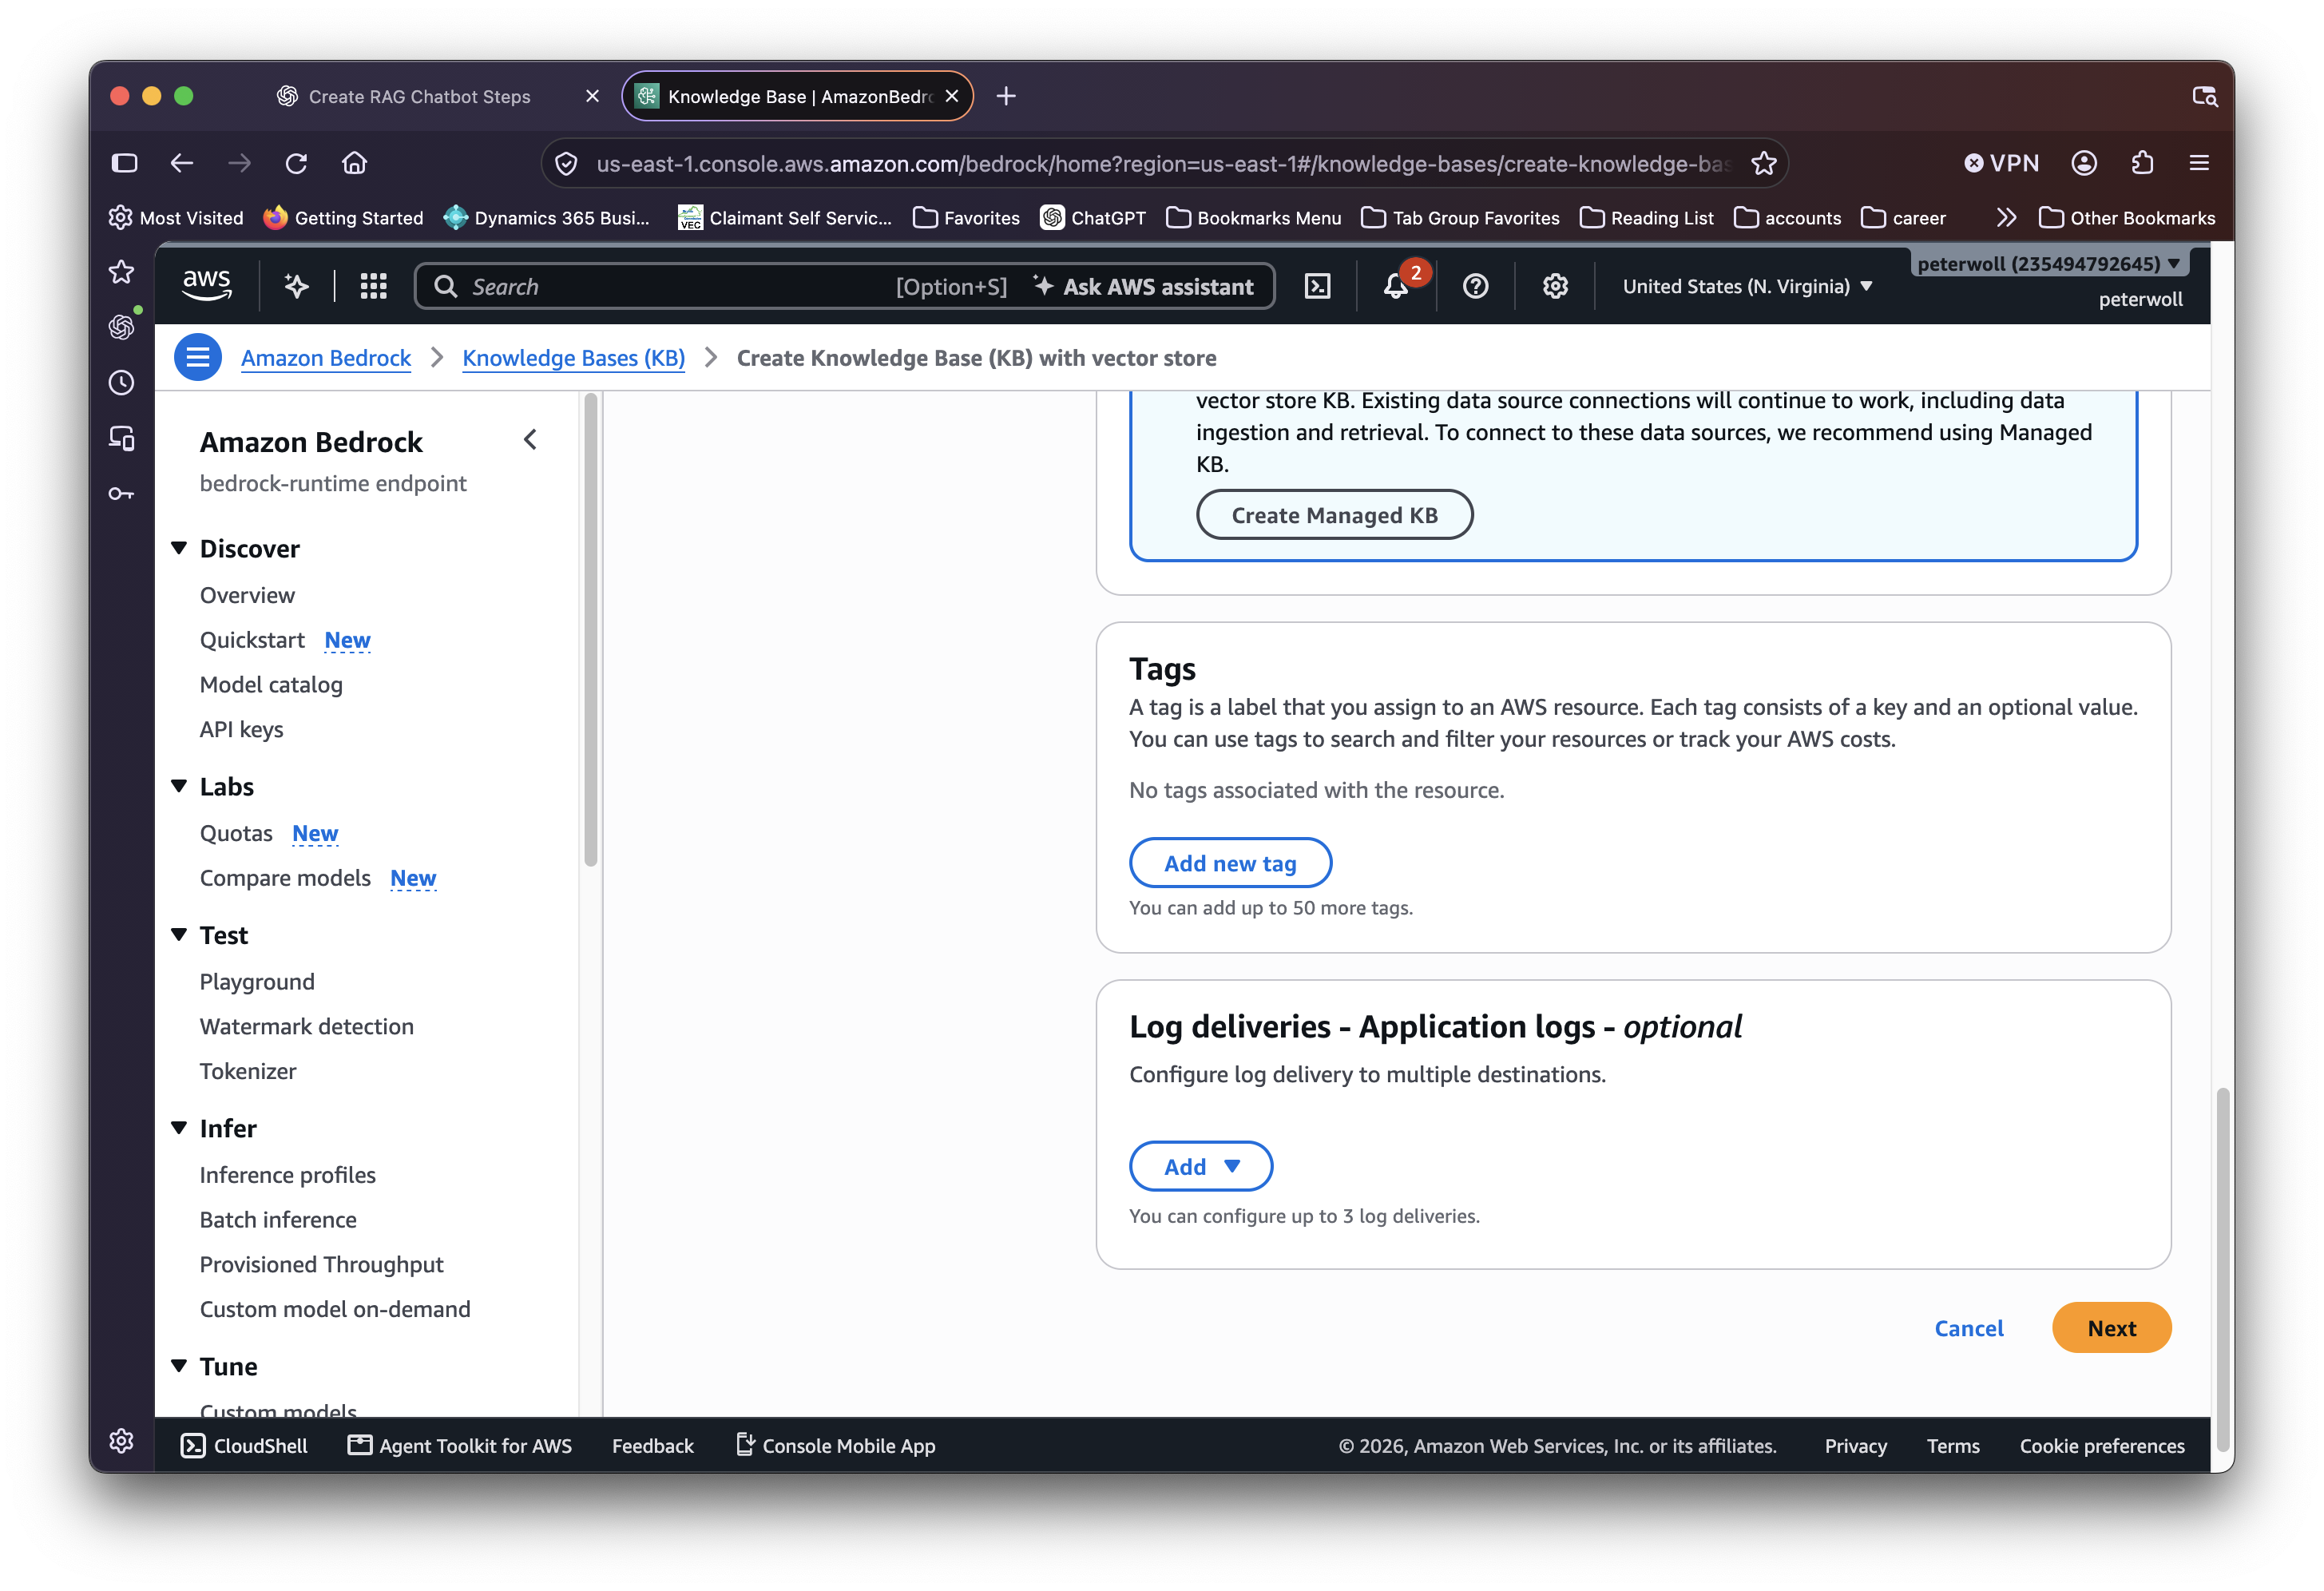 Create RAG Chatbot Steps
Knowledge Base | AmazonBedro
us-east-1.console.aws.amazon.com/bedrock/home?region=us-east-1#/knowledge-bases/create-knowledge-bas
VPN
Most Visited
Getting Started
Dynamics 365 Busi...
VEC
Claimant Self Servic...
Favorites
ChatGPT
Bookmarks Menu
Tab Group Favorites
Reading List
accounts
career
Other Bookmarks
aws
Search
[Option+S]
Ask AWS assistant
2
United States (N. Virginia)
peterwoll (235494792645)
peterwoll
Amazon Bedrock
Knowledge Bases (KB)
Create Knowledge Base (KB) with vector store
Amazon Bedrock
bedrock-runtime endpoint
Discover
Overview
Quickstart New
Model catalog
API keys
Labs
Quotas New
Compare models New
Test
Playground
Watermark detection
Tokenizer
Infer
Inference profiles
Batch inference
Provisioned Throughput
Custom model on-demand
Tune
Custom models
vector store KB. Existing data source connections will continue to work, including data
ingestion and retrieval. To connect to these data sources, we recommend using Managed
KB.
Create Managed KB
Tags
A tag is a label that you assign to an AWS resource. Each tag consists of a key and an optional value.
You can use tags to search and filter your resources or track your AWS costs.
No tags associated with the resource.
Add new tag
You can add up to 50 more tags.
Log deliveries - Application logs - optional
Configure log delivery to multiple destinations.
Add
You can configure up to 3 log deliveries.
Cancel
Next
CloudShell
Agent Toolkit for AWS
Feedback
Console Mobile App
© 2026, Amazon Web Services, Inc. or its affiliates.
Privacy
Terms
Cookie preferences